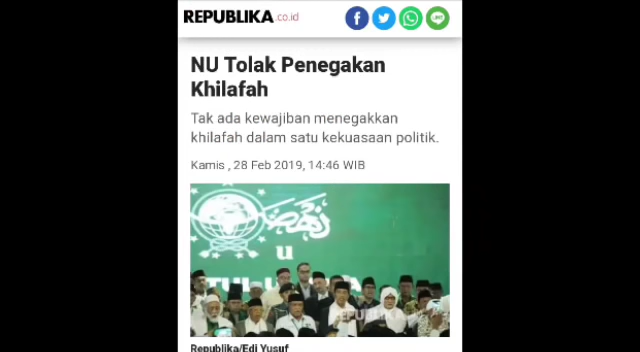 REPUBLIKA.co.id
NU Tolak Penegakan
Khilafah
Tak ada kewajiban menegakkan
khilafah dalam satu kekuasaan politik.
Kamis , 28 Feb 2019, 14:46 WIB
u
REPUBLIKA
Republika/Edi Yusuf